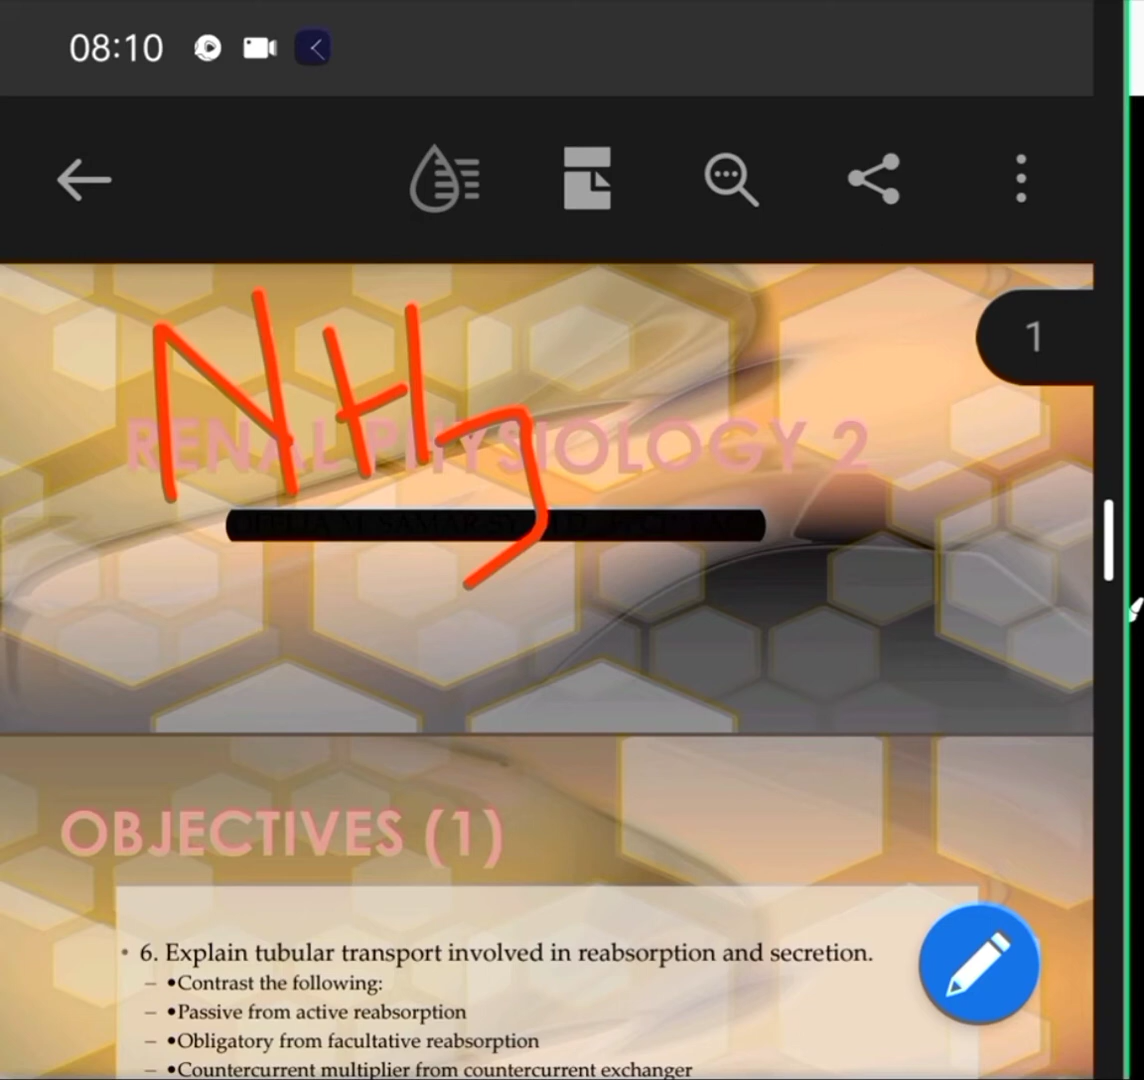 08:10
1
NH
RENAL PHYSIOLOGY 2
OBJECTIVES (1)
• 6. Explain tubular transport involved in reabsorption and secretion.
– •Contrast the following:
– •Passive from active reabsorption
– •Obligatory from facultative reabsorption
– •Countercurrent multiplier from countercurrent exchanger